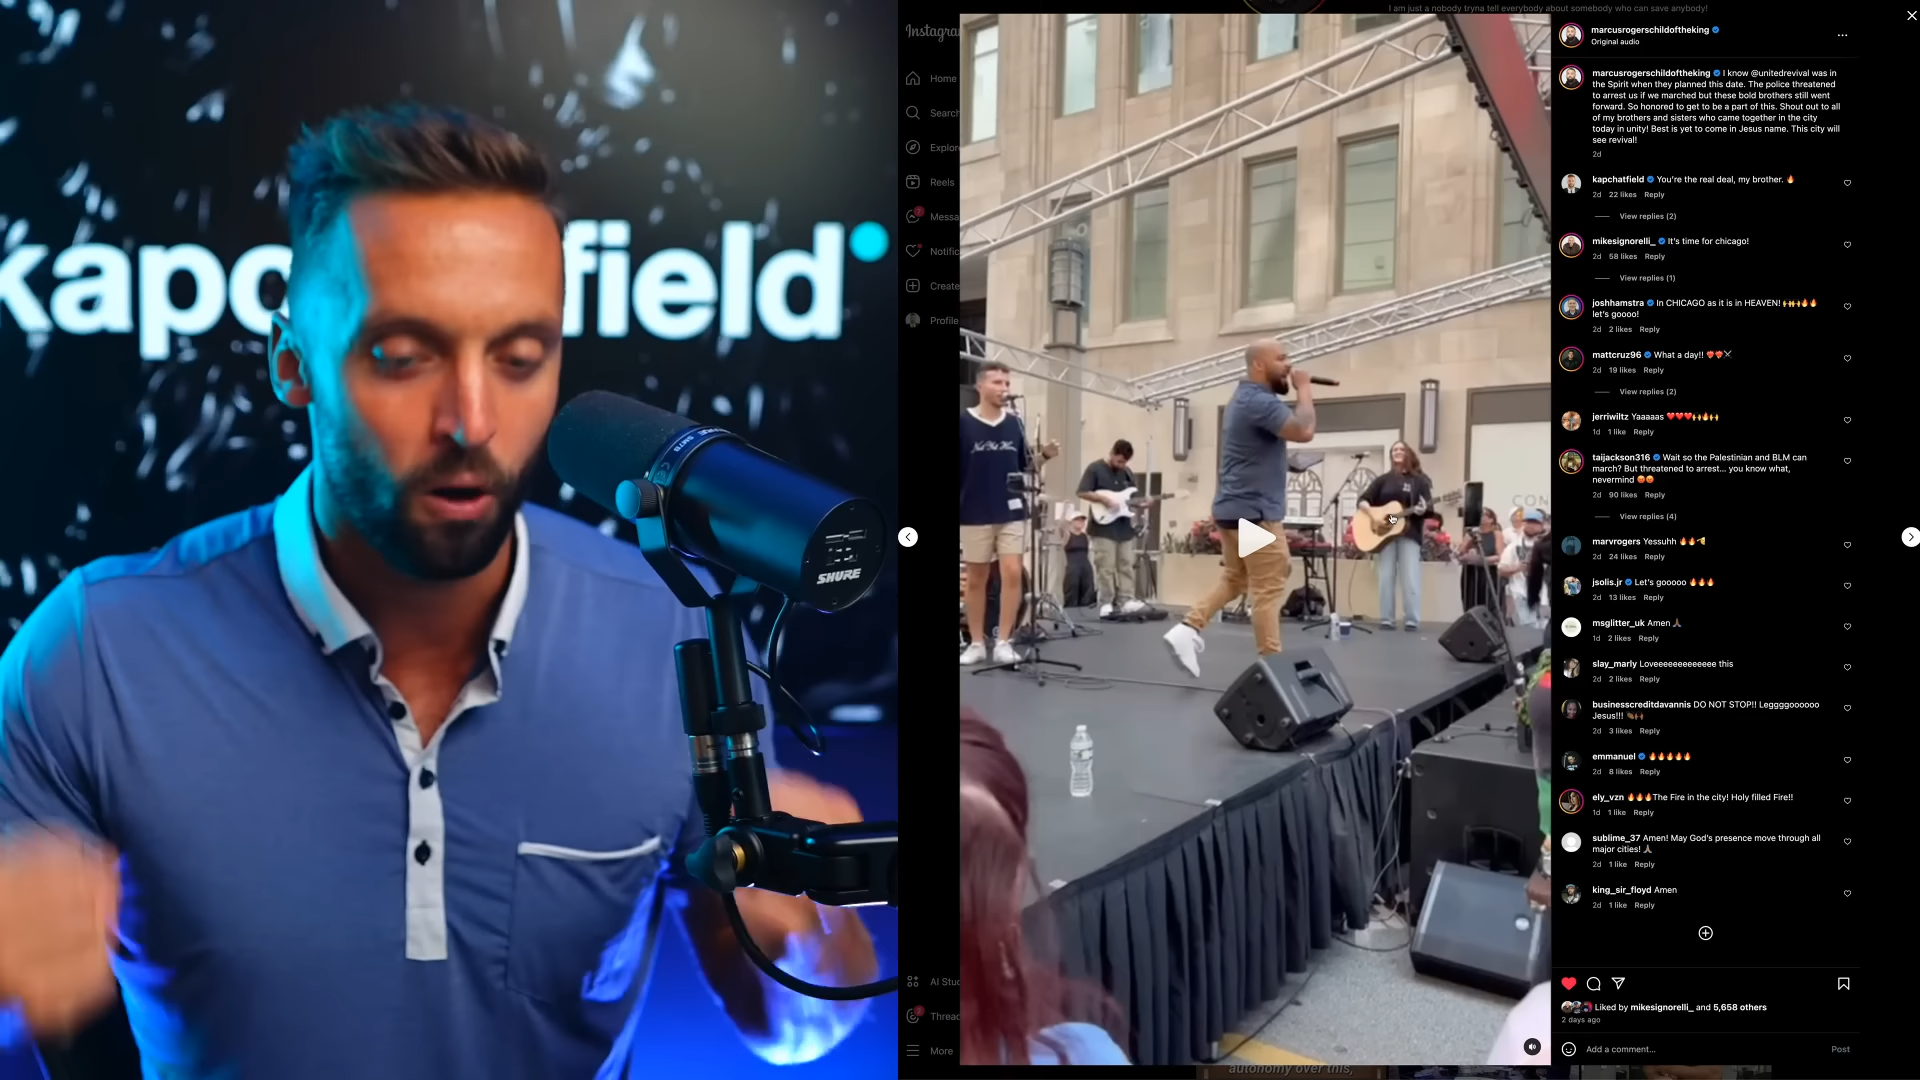 kapc field
SHURE
SM7B
I am just a nobody tryna tell everybody about somebody who can save anybody!
Home
Search
Explore
Reels
Messa
Notific
Create
Profile
AI Stud
Thread
More
autonomy over this,
marcusrogerschildoftheking
Original audio
marcusrogerschildoftheking I know @unitedrevival was in
the Spirit when they planned this date. The police threatened
to arrest us if we marched but these bold brothers still went
forward. So honored to get to be a part of this. Shout out to all
of my brothers and sisters who came together in the city
today in unity! Best is yet to come in Jesus name. This city will
see revival!
2d
kapchatfield You're the real deal, my brother. 🔥
2d 22 likes Reply
View replies (2)
mikesignorelli_ It's time for chicago!
2d 58 likes Reply
View replies (1)
joshhamstra In CHICAGO as it is in HEAVEN! 🙌🙌🔥🔥
let's goooo!
2d 2 likes Reply
mattcruz96 What a day!! ❤️‍🔥❤️‍🔥⚔️
2d 19 likes Reply
View replies (2)
jerriwiltz Yaaaaas ❤️❤️❤️🙌🔥🙌
1d 1 like Reply
taijackson316 Wait so the Palestinian and BLM can
march? But threatened to arrest... you know what,
nevermind 😡😡
2d 90 likes Reply
View replies (4)
marvrogers Yessuhh 🔥🔥
2d 24 likes Reply
jsolis.jr Let's gooooo 🔥🔥🔥
2d 13 likes Reply
msglitter_uk Amen 🙏🏾
1d 2 likes Reply
slay_marly Loveeeeeeeeeeeee this
2d 2 likes Reply
businesscreditdavannis DO NOT STOP!! Leggggoooooo
Jesus!!!
2d 3 likes Reply
emmanuel 🔥🔥🔥🔥🔥
2d 8 likes Reply
ely_vzn 🔥🔥🔥The Fire in the city! Holy filled Fire!!
1d 1 like Reply
sublime_37 Amen! May God's presence move through all
major cities! 🙏
2d 1 like Reply
king_sir_floyd Amen
2d 1 like Reply
Liked by mikesignorelli_ and 5,658 others
2 days ago
Add a comment...
Post